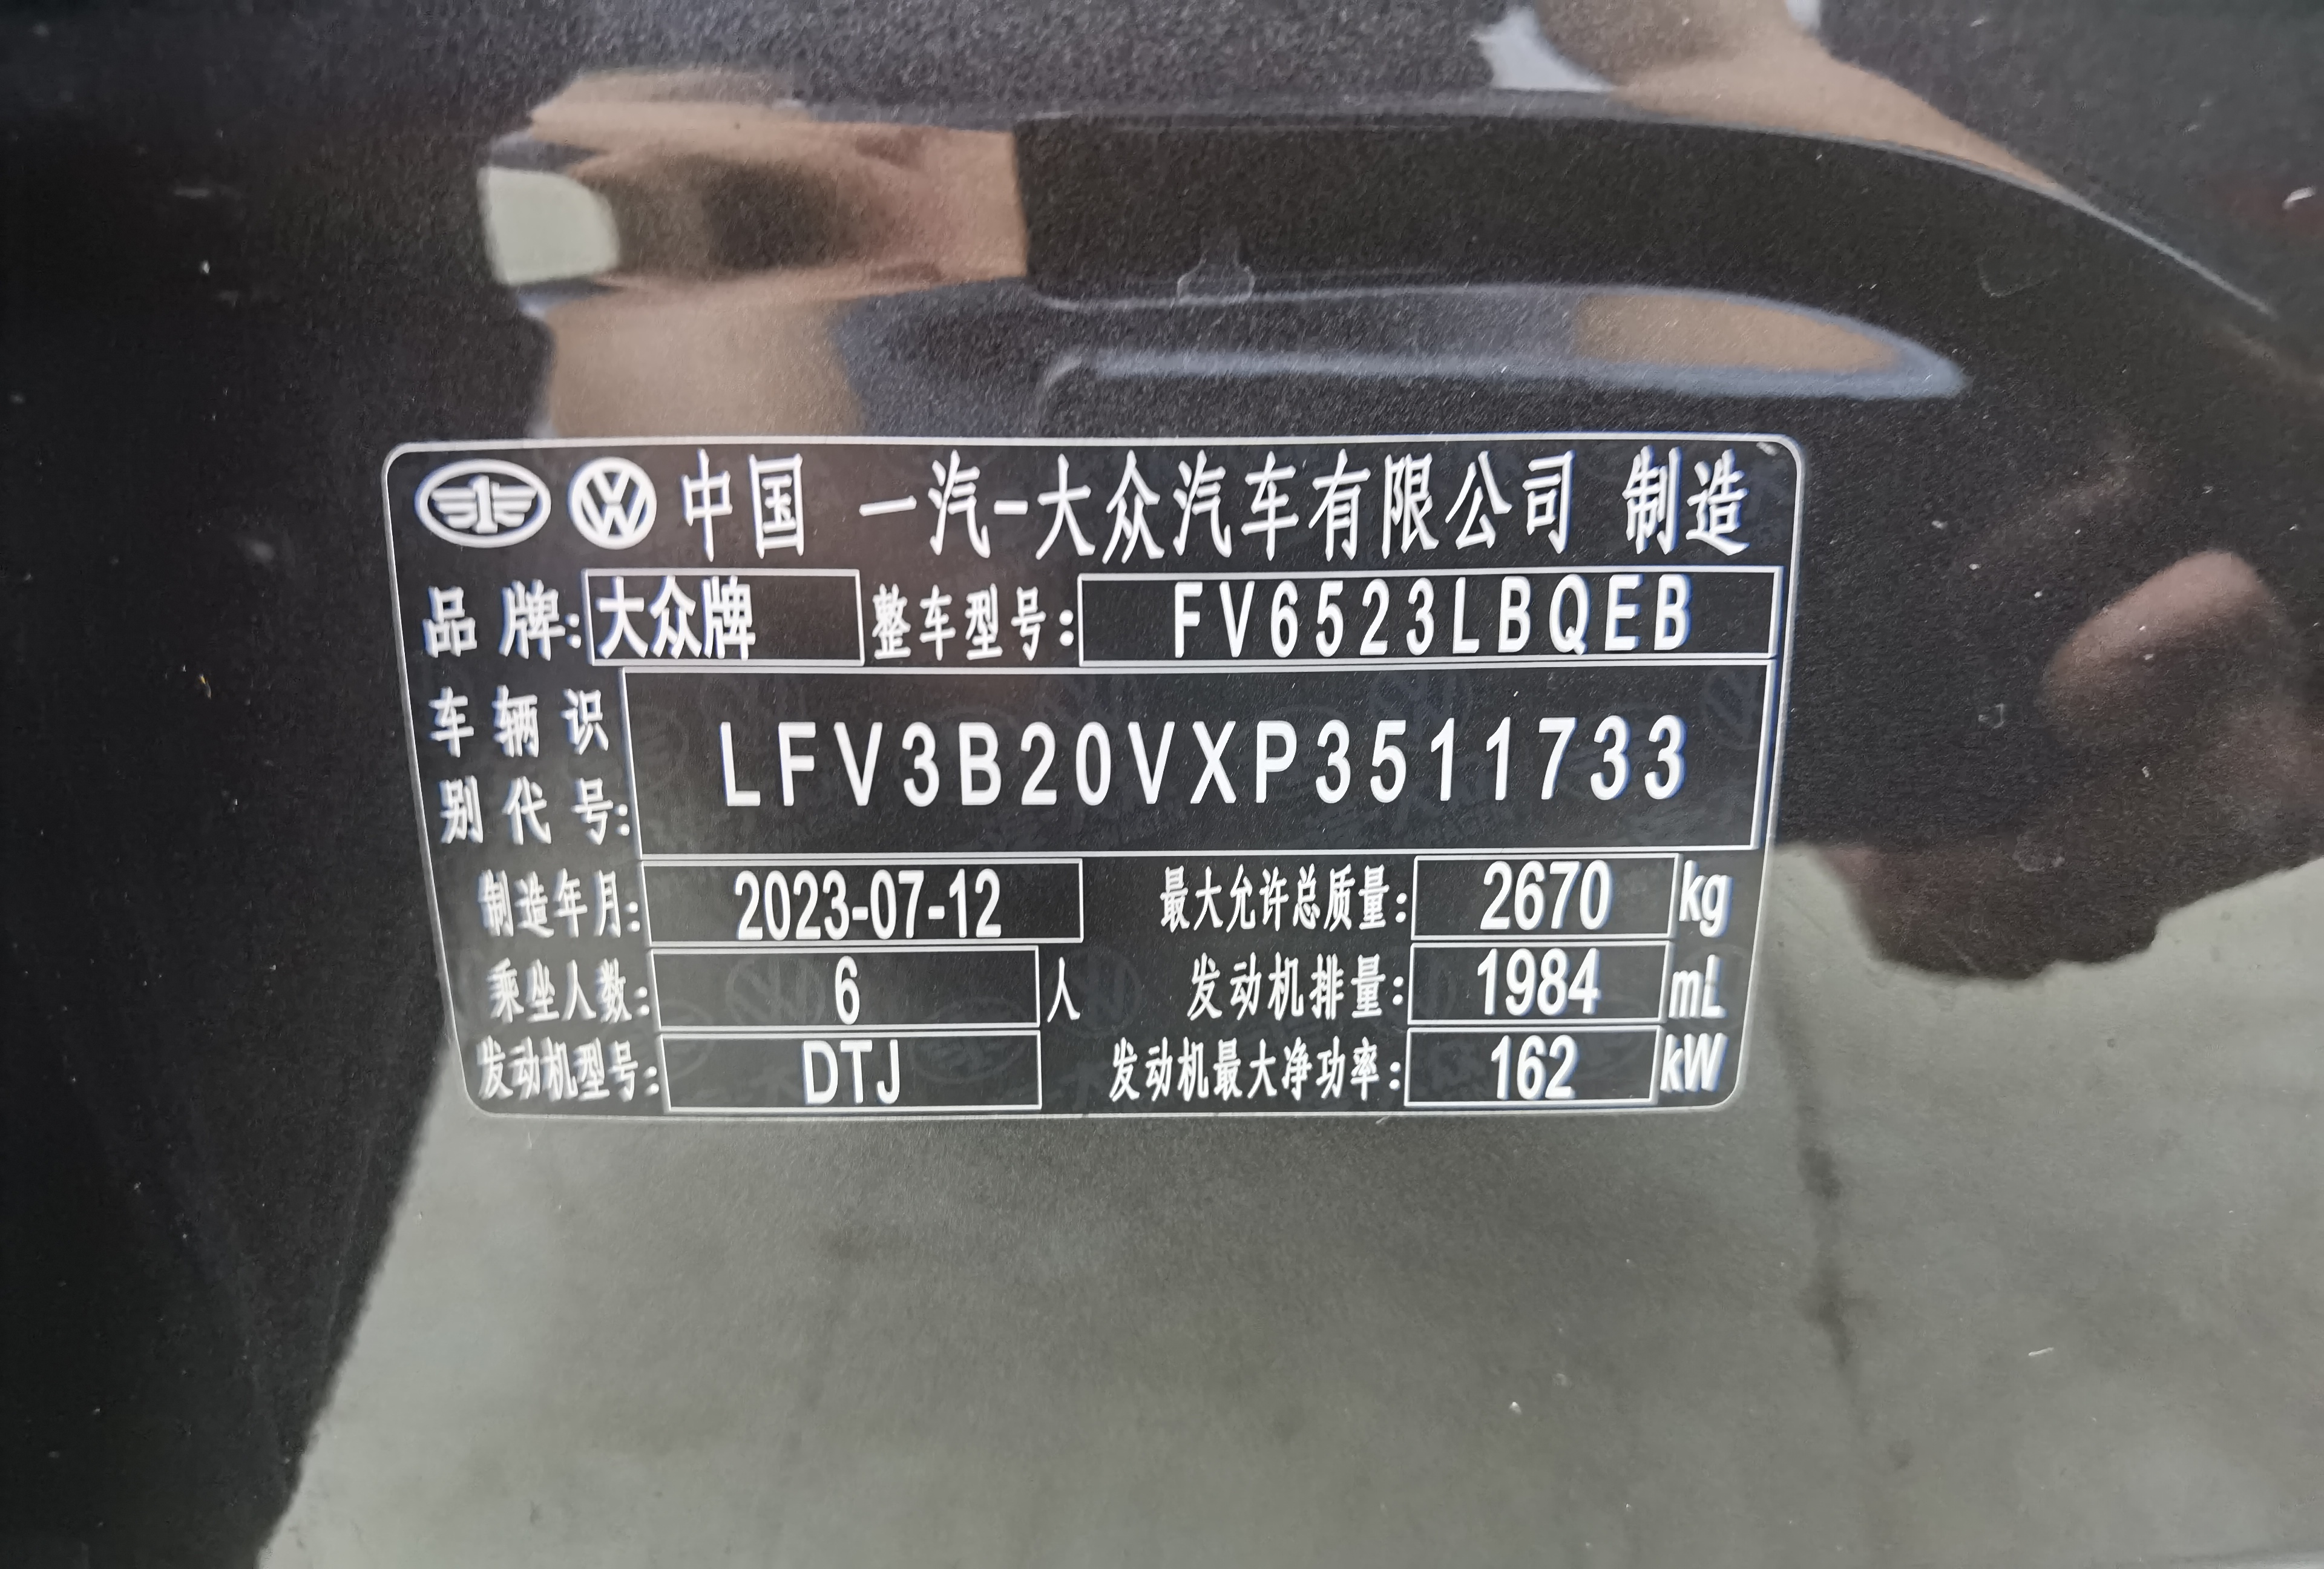 中国 一汽-大众汽车有限公司 制造
品牌: 大众牌 整车型号: FV6523LBQEB
车辆识别代号: LFV3B20VXP3511733
制造年月: 2023-07-12 最大允许总质量: 2670 kg
乘坐人数: 6 人 发动机排量: 1984 mL
发动机型号: DTJ 发动机最大净功率: 162 kW